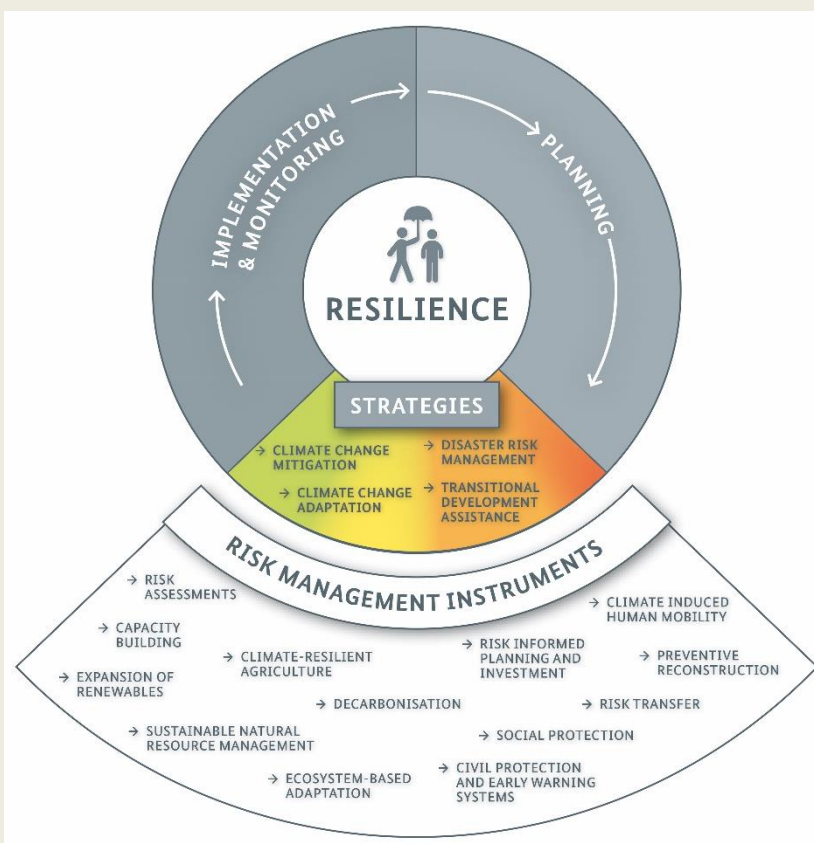 IMPLEMENTATION
& MONITORING
PLANNING
RESILIENCE
STRATEGIES
→ CLIMATE CHANGE
MITIGATION
→ CLIMATE CHANGE
ADAPTATION
→ DISASTER RISK
MANAGEMENT
→ TRANSITIONAL
DEVELOPMENT
ASSISTANCE
RISK MANAGEMENT INSTRUMENTS
→ RISK
ASSESSMENTS
→ CAPACITY
BUILDING
→ EXPANSION OF
RENEWABLES
→ CLIMATE-RESILIENT
AGRICULTURE
→ SUSTAINABLE NATURAL
RESOURCE MANAGEMENT
→ DECARBONISATION
→ ECOSYSTEM-BASED
ADAPTATION
→ CLIMATE INDUCED
HUMAN MOBILITY
→ RISK INFORMED
PLANNING AND
INVESTMENT
→ PREVENTIVE
RECONSTRUCTION
→ RISK TRANSFER
→ SOCIAL PROTECTION
→ CIVIL PROTECTION
AND EARLY WARNING
SYSTEMS